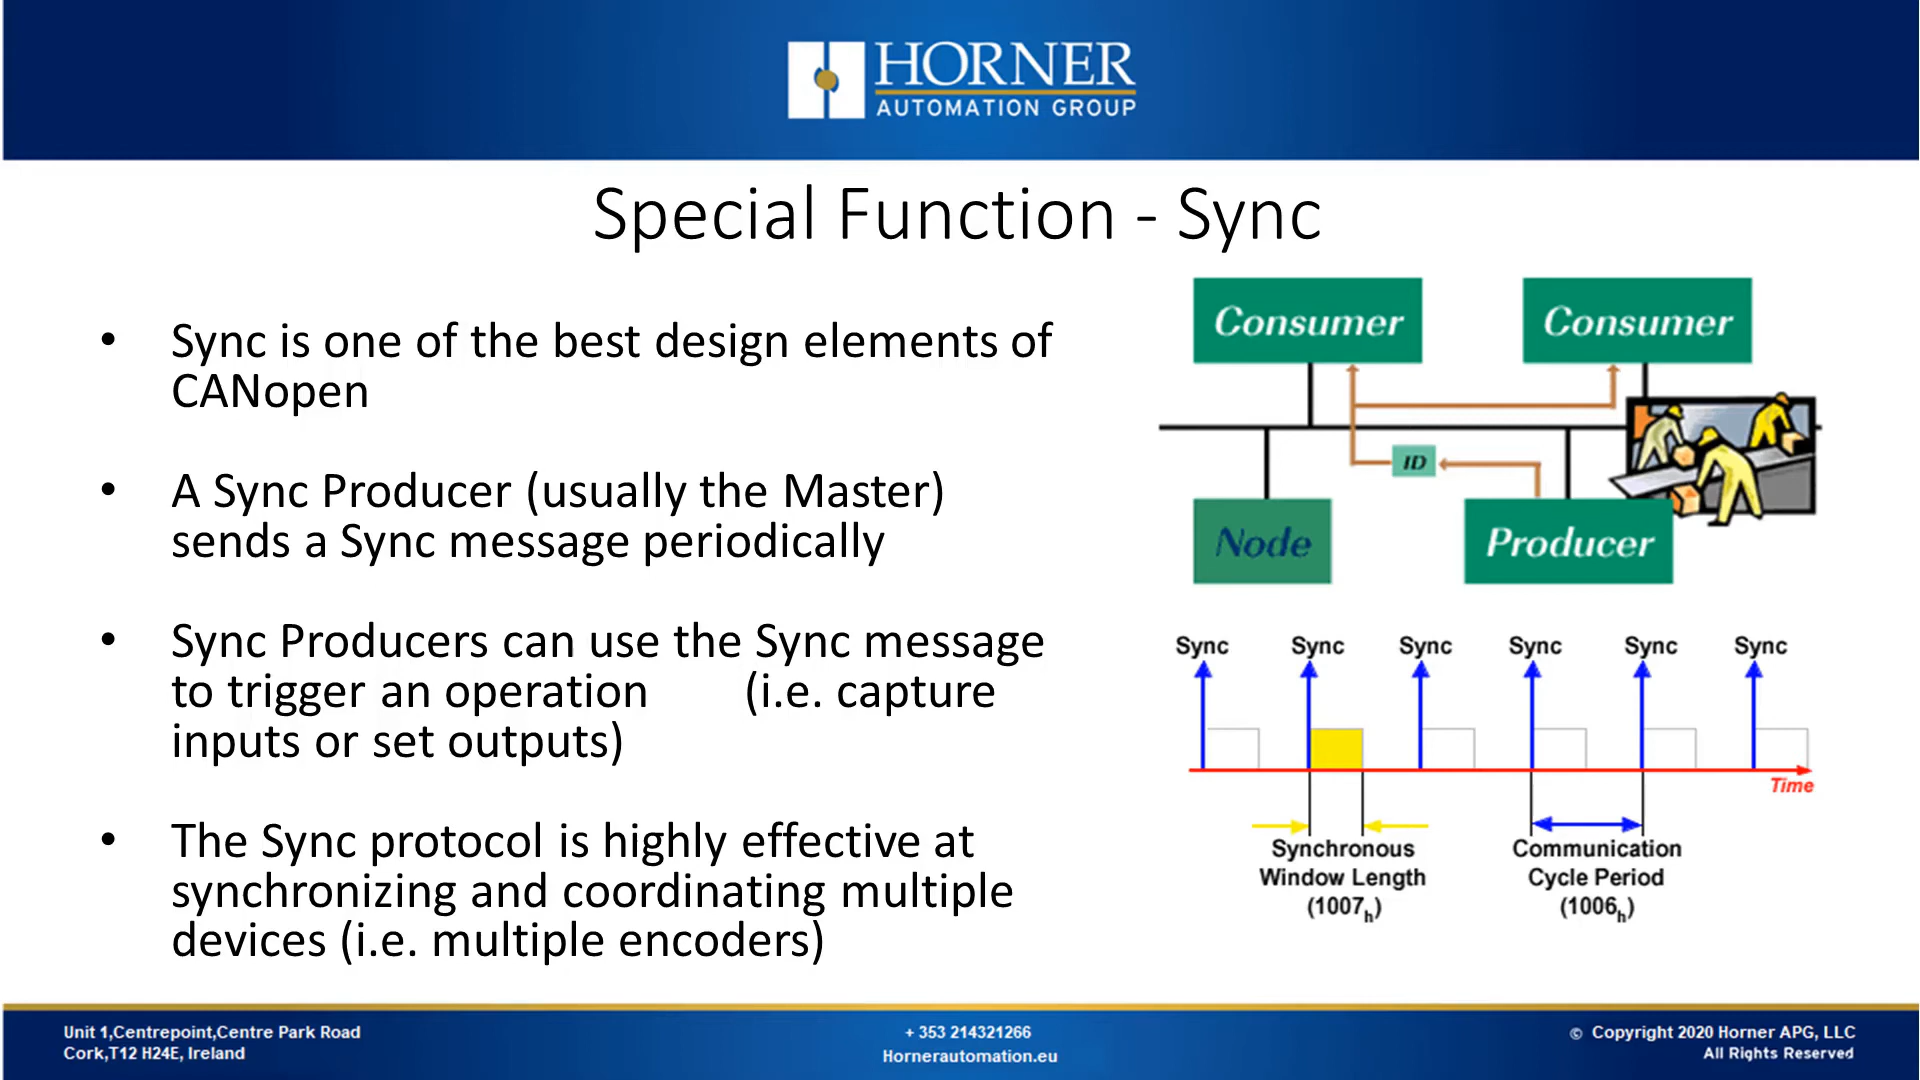 HORNER
AUTOMATION GROUP
Special Function - Sync
• Sync is one of the best design elements of
CANopen
• A Sync Producer (usually the Master)
sends a Sync message periodically
• Sync Producers can use the Sync message
to trigger an operation (i.e. capture
inputs or set outputs)
• The Sync protocol is highly effective at
synchronizing and coordinating multiple
devices (i.e. multiple encoders)
Consumer Consumer
ID
Node Producer
Sync Sync Sync Sync Sync Sync
Time
Synchronous
Window Length
(1007h)
Communication
Cycle Period
(1006h)
Unit 1,Centrepoint,Centre Park Road
Cork,T12 H24E, Ireland
+ 353 214321266
Hornerautomation.eu
© Copyright 2020 Horner APG, LLC
All Rights Reserved